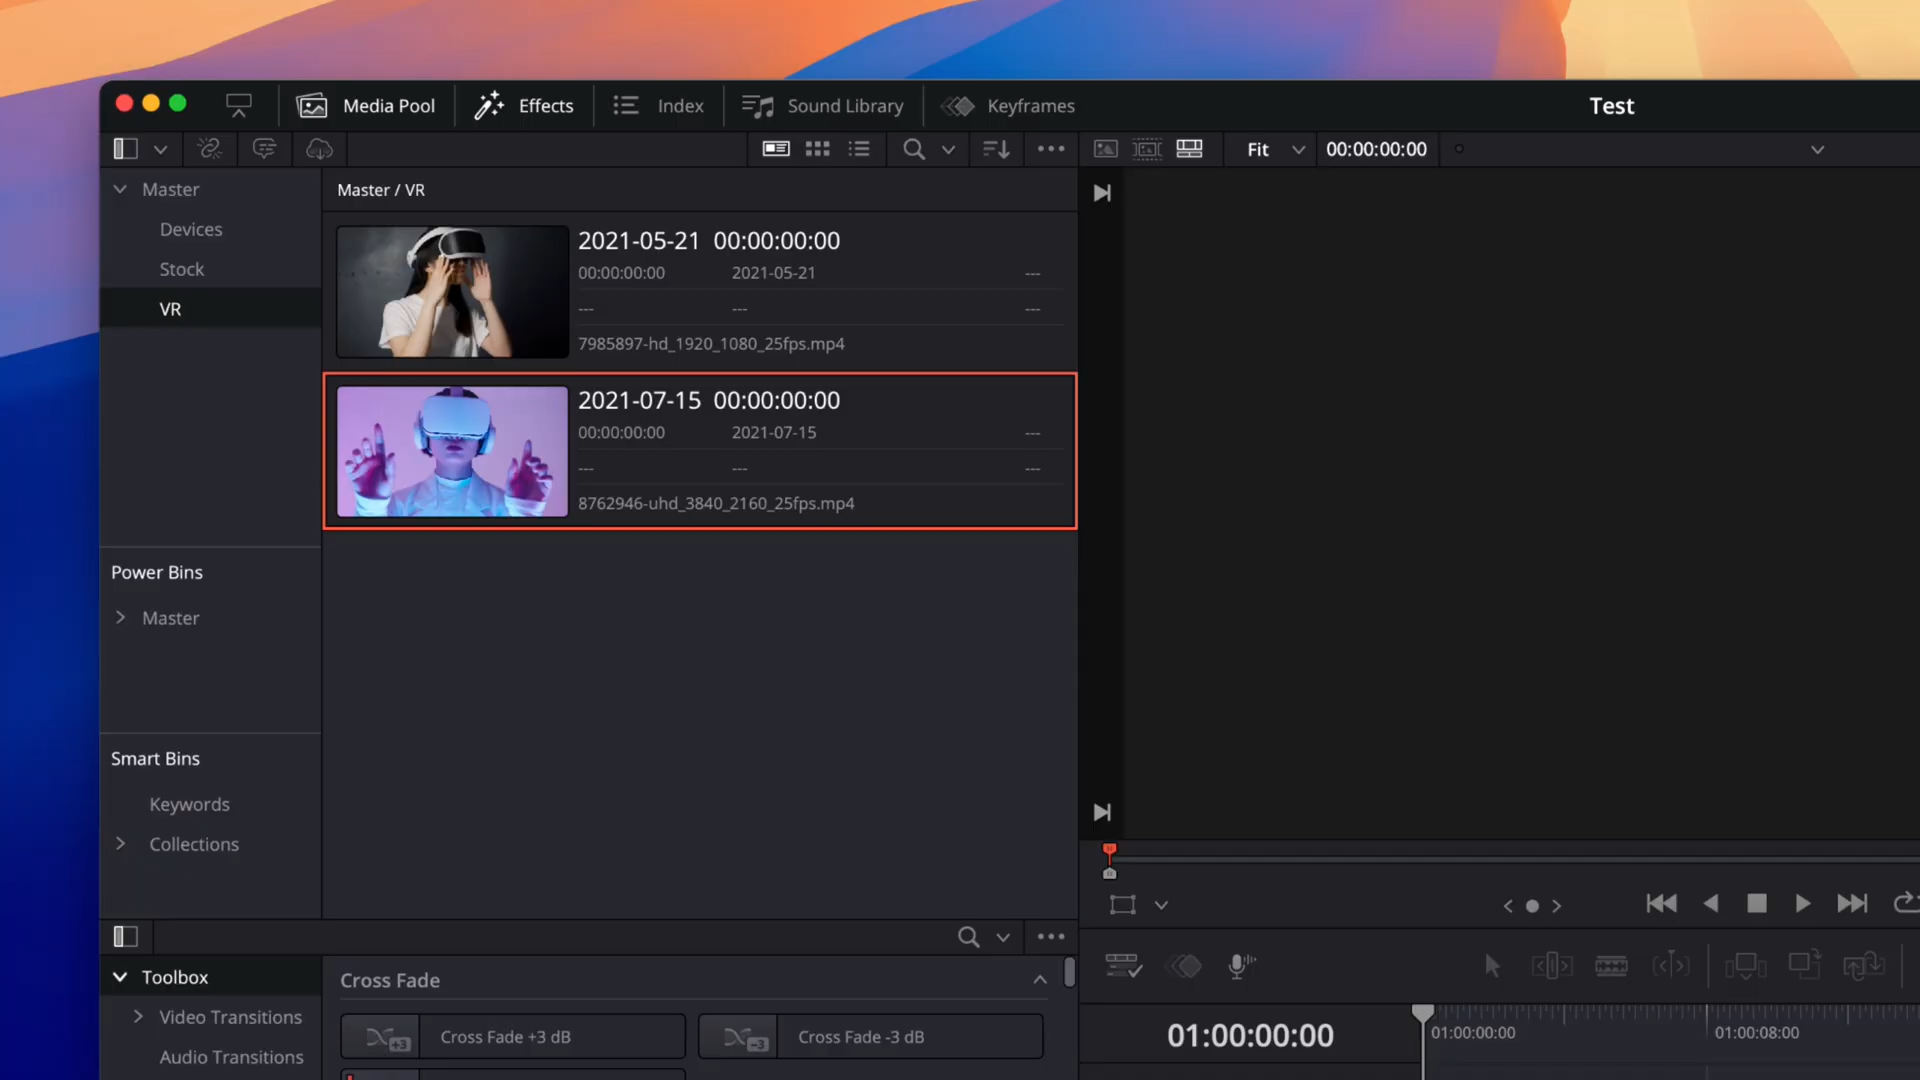 Media Pool
Effects
Index
Sound Library
Keyframes
Test
Fit
00:00:00:00
Master
Devices
Stock
VR
Master / VR
2021-05-21 00:00:00:00
00:00:00:00 2021-05-21 ---
--- --- ---
7985897-hd_1920_1080_25fps.mp4
2021-07-15 00:00:00:00
00:00:00:00 2021-07-15 ---
--- --- ---
8762946-uhd_3840_2160_25fps.mp4
Power Bins
Master
Smart Bins
Keywords
Collections
Toolbox
Video Transitions
Audio Transitions
Cross Fade
+3 Cross Fade +3 dB
-3 Cross Fade -3 dB
01:00:00:00
01:00:00:00
01:00:08:00